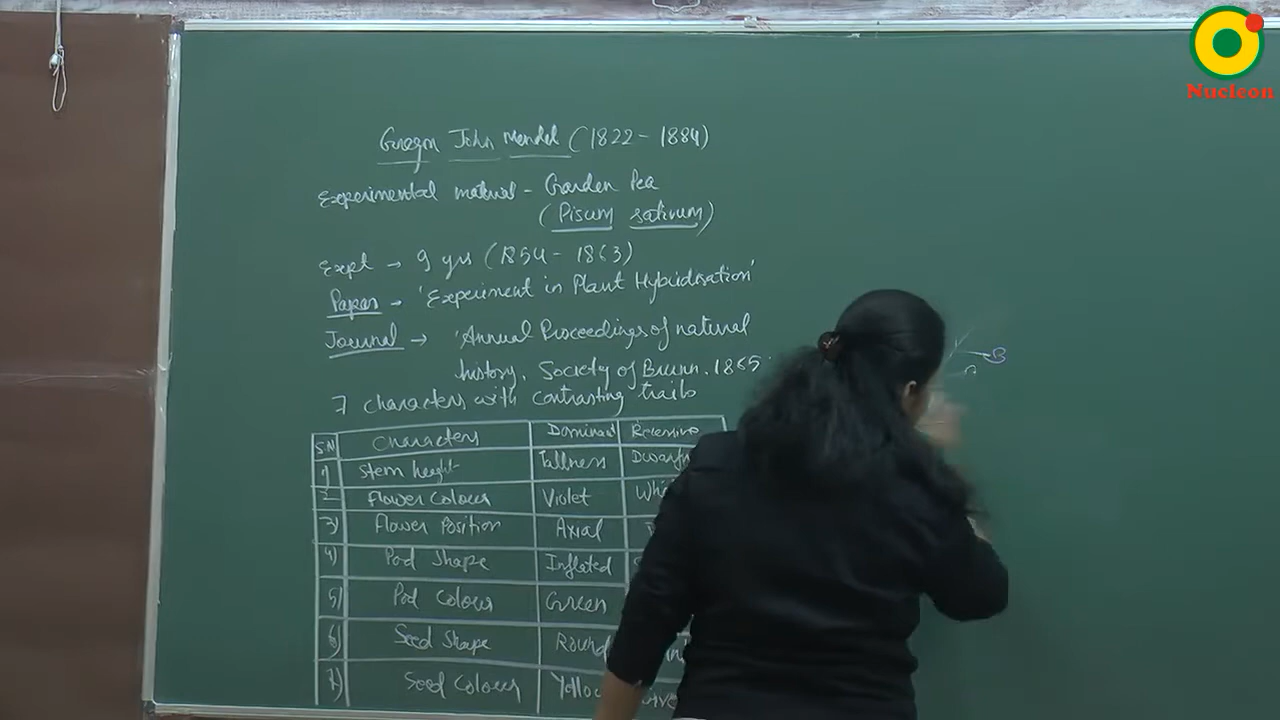 Nucleon
Gregor John Mendel (1822 - 1884)
Experimental material - Garden Pea
(Pisum sativum)
Expt → 9 yrs (1854 - 1863)
Paper - 'Experiment in Plant Hybridisation'
Journal → 'Annual Proceedings of natural
history, Society of Brunn. 1865
7 characters with contrasting traits
S.N Characters Dominant Recessive
1) Stem height Tallness
2 Flower Colour Violet
3) Flower Position Axial
4) Pod Shape Inflated
5) Pod Colour Green
6) Seed Shape Round
7) Seed Colour